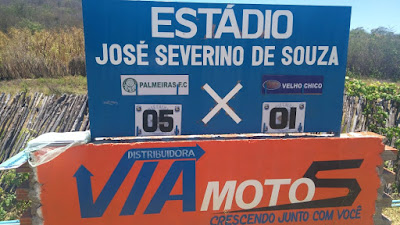 ESTÁDIO
JOSÉ SEVERINO DE SOUZA
PALMEIRAS F.C
VELHO CHICO
05 X 01
DISTRIBUIDORA
VIA MOTOS
CRESCENDO JUNTO COM VOCÊ